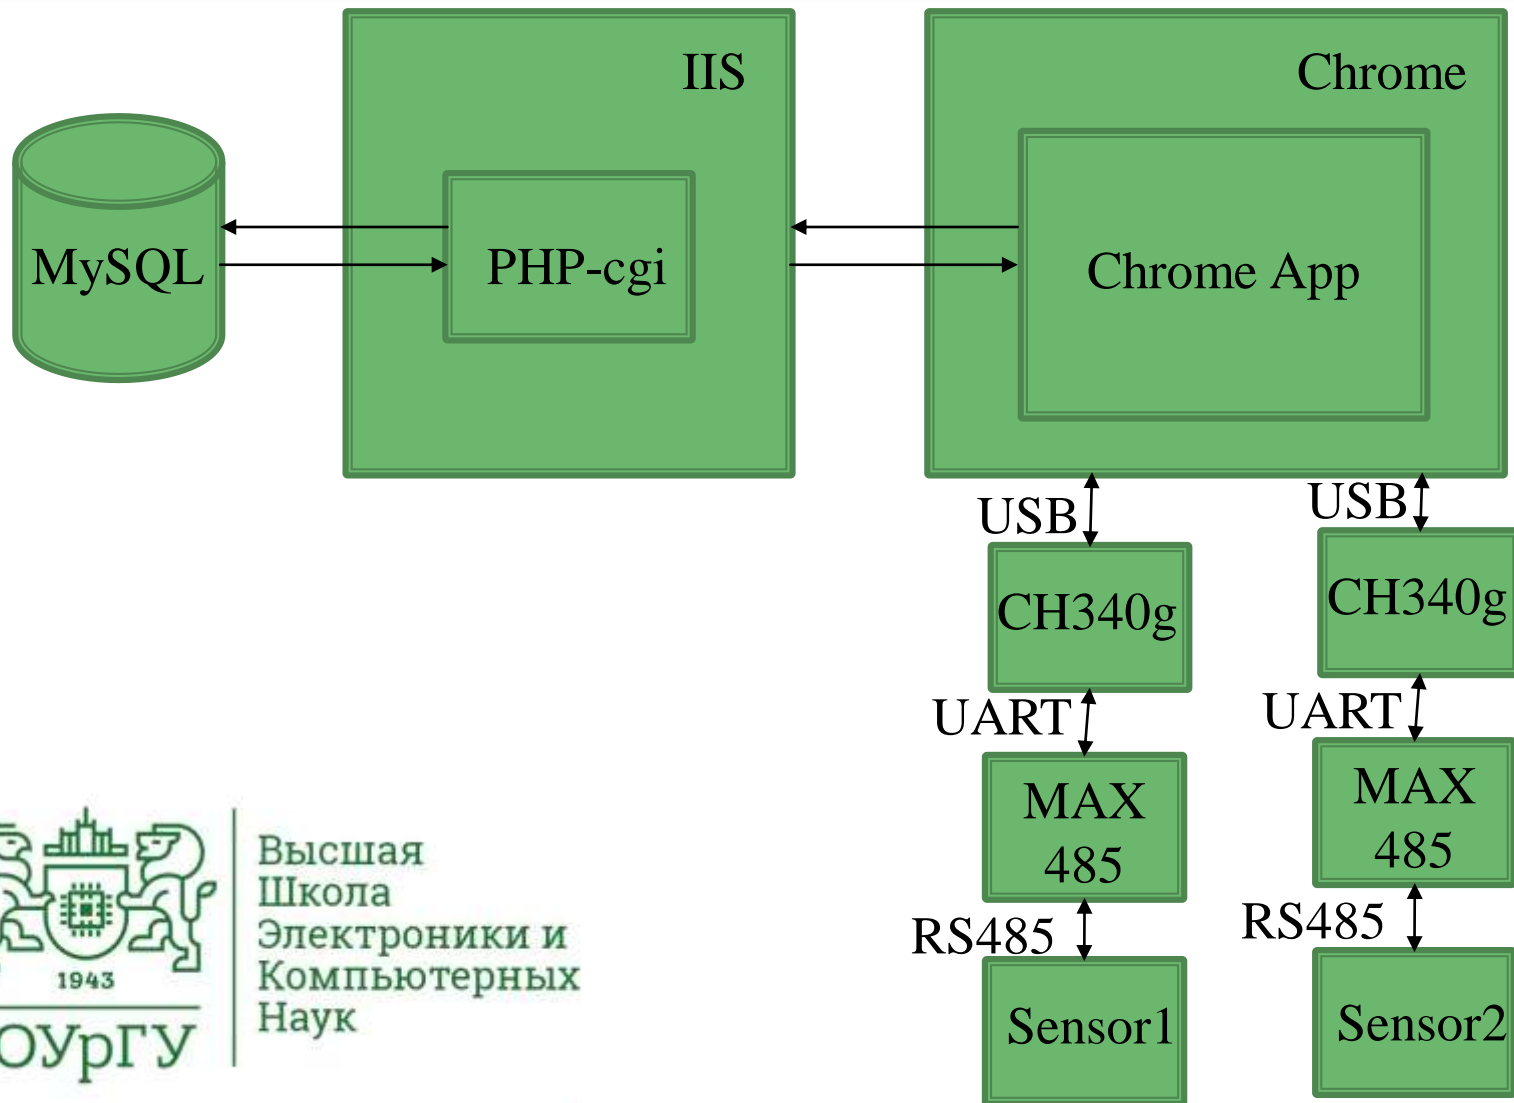 IIS
Chrome
MySQL
PHP-cgi
Chrome App
USB
USB
CH340g
CH340g
UART
UART
MAX
485
MAX
485
RS485
RS485
Sensor1
Sensor2
Высшая
Школа
Электроники и
Компьютерных
Наук
1943
ОУрГУ